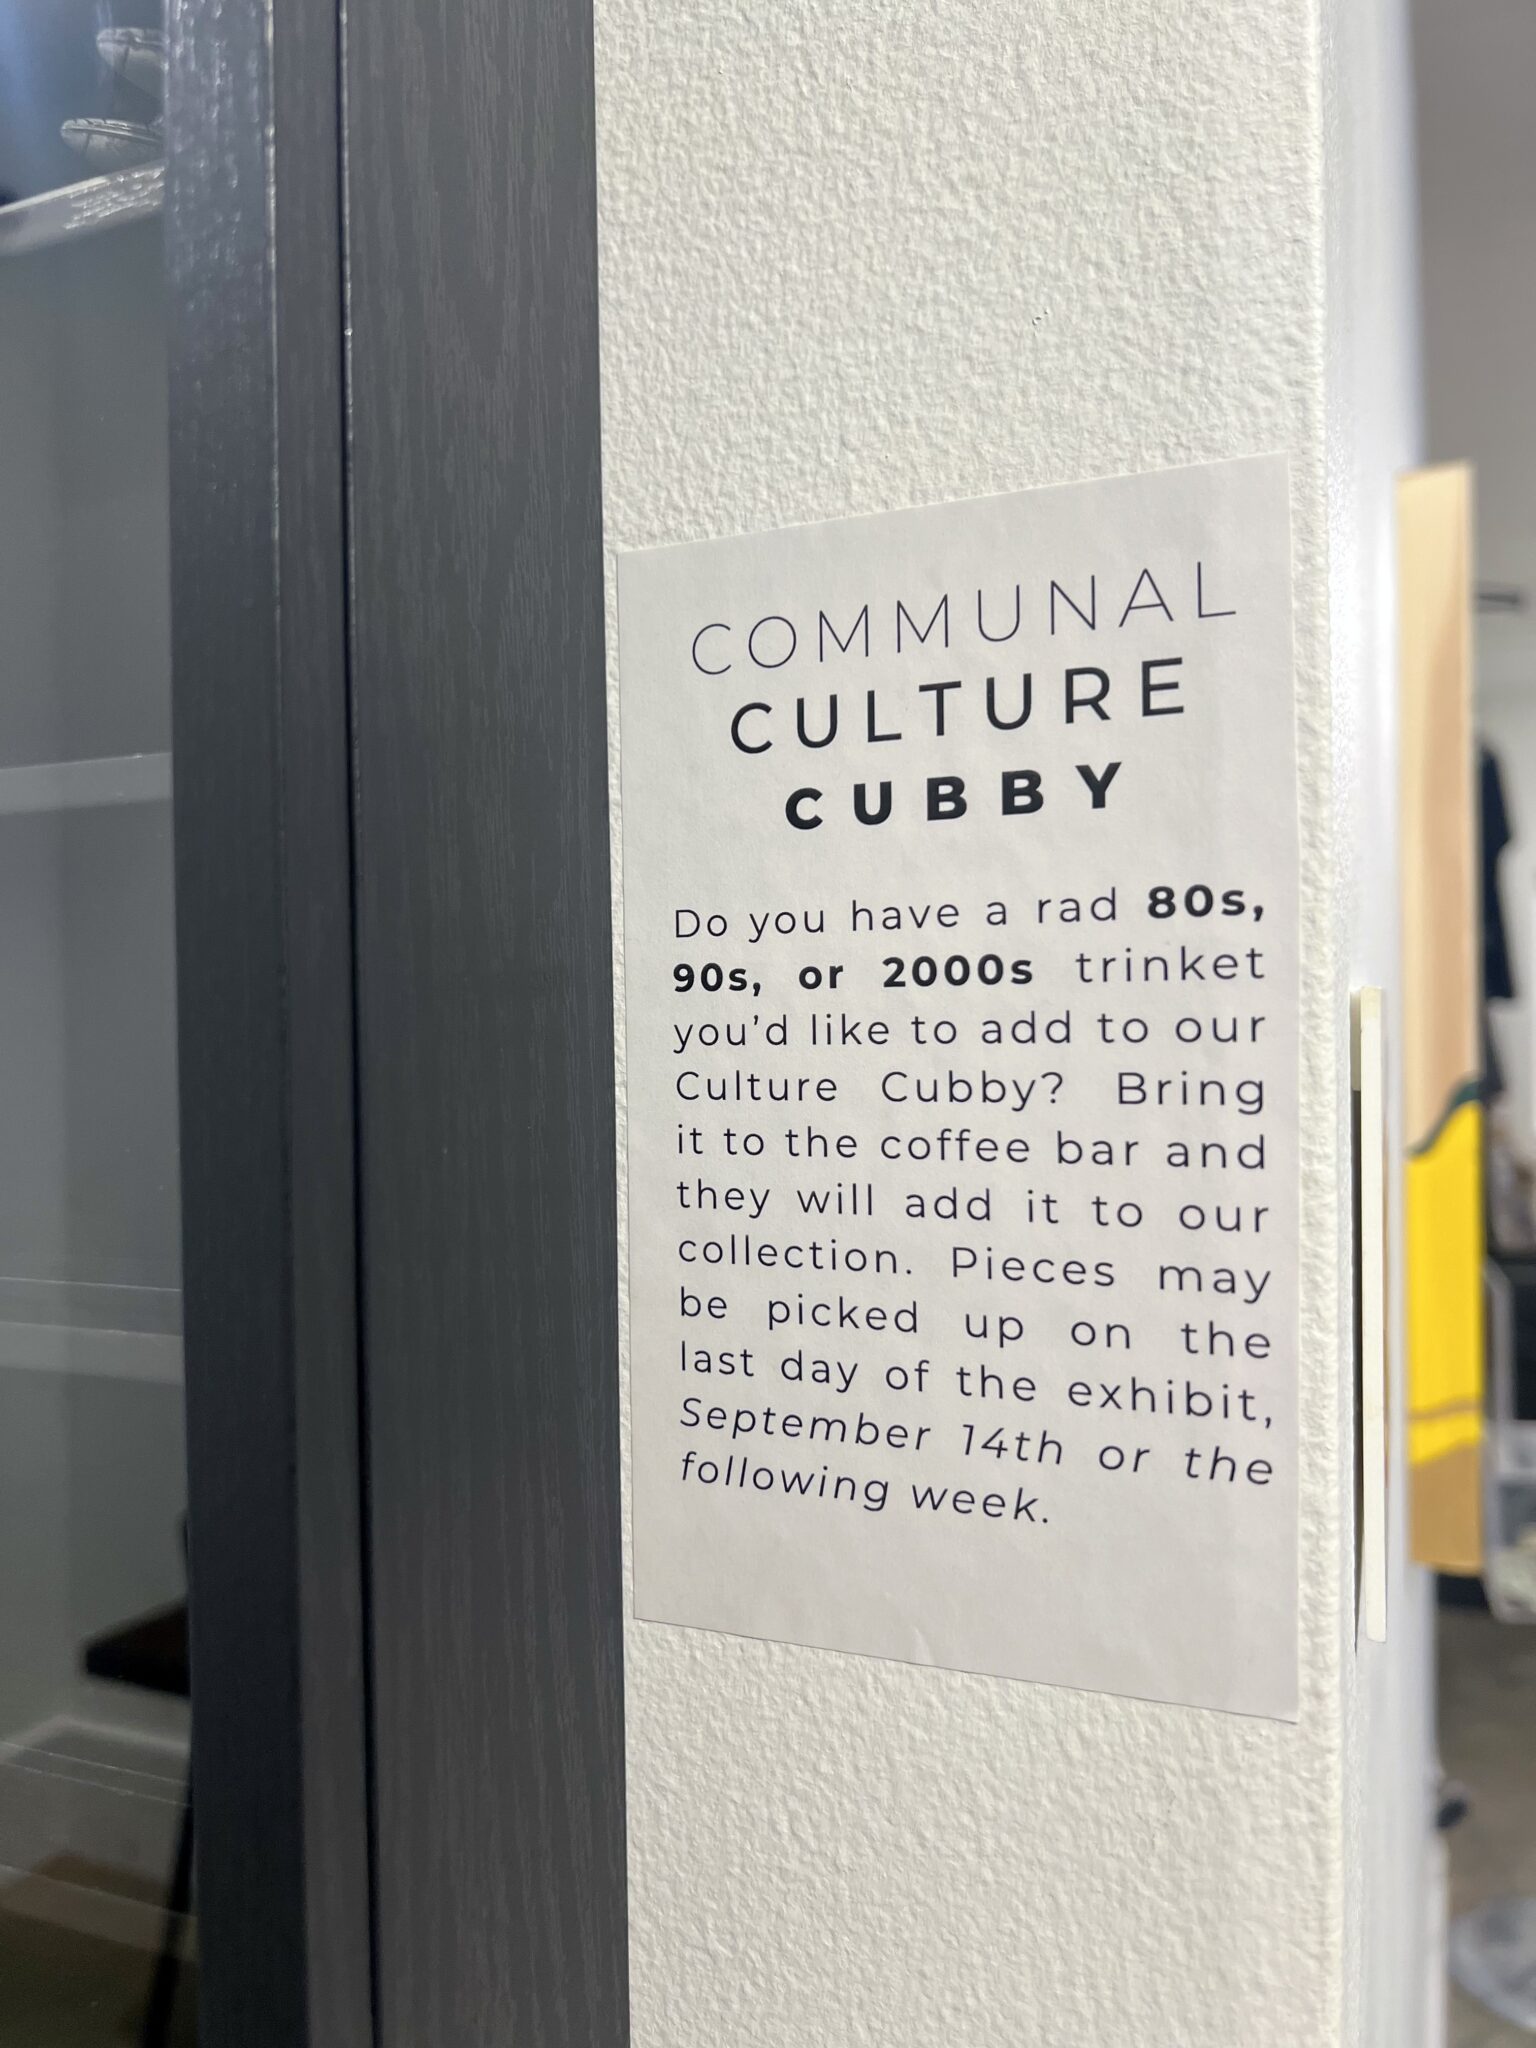 COMMUNAL
CULTURE
CUBBY
Do you have a rad 80s,
90s, or 2000s trinket
you’d like to add to our
Culture Cubby? Bring
it to the coffee bar and
they will add it to our
collection. Pieces may
be picked up on the
last day of the exhibit,
September 14th or the
following week.